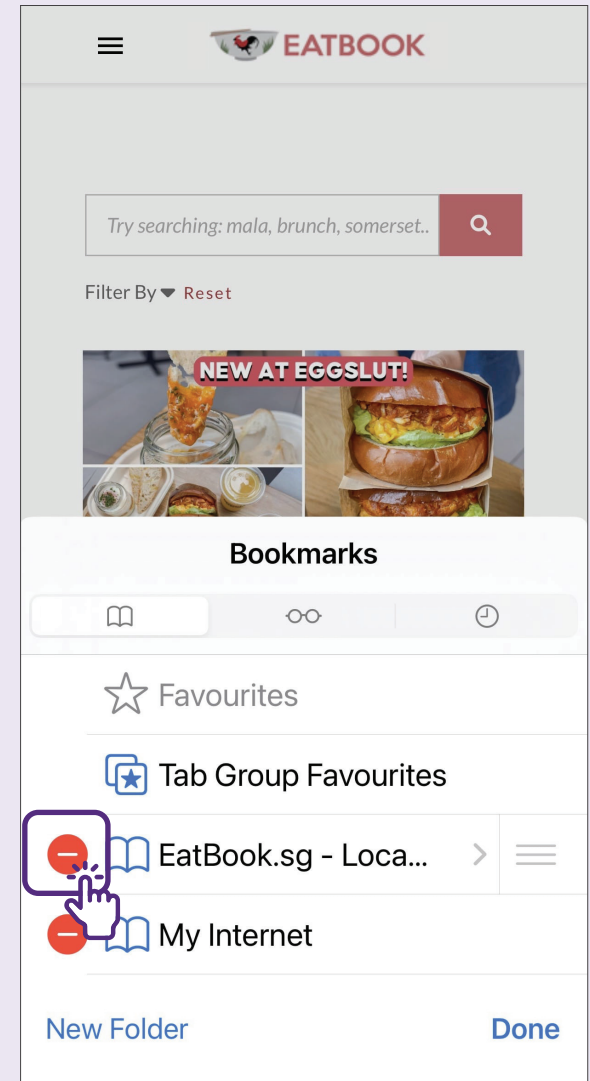 EATBOOK
Try searching: mala, brunch, somerset..
Filter By Reset
NEW AT EGGSLUT!
Bookmarks
Favourites
Tab Group Favourites
EatBook.sg - Loca...
My Internet
New Folder Done